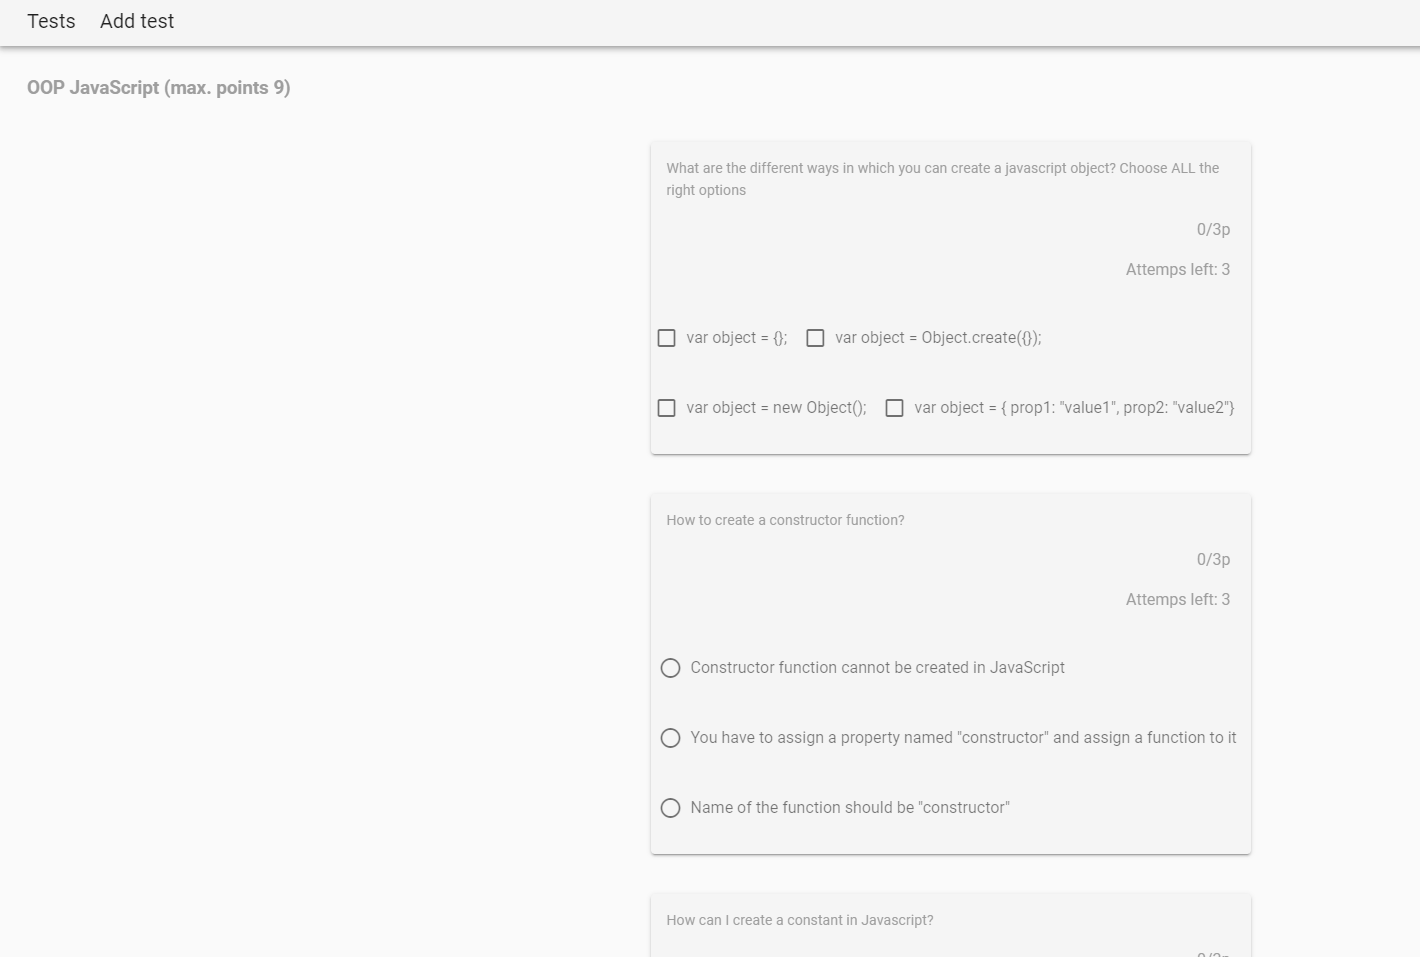 Tests Add test
OOP JavaScript (max. points 9)
What are the different ways in which you can create a javascript object? Choose ALL the
right options
0/3p
Attemps left: 3
var object = {}; var object = Object.create({});
var object = new Object(); var object = { prop1: "value1", prop2: "value2"}
How to create a constructor function?
0/3p
Attemps left: 3
Constructor function cannot be created in JavaScript
You have to assign a property named "constructor" and assign a function to it
Name of the function should be "constructor"
How can I create a constant in Javascript?